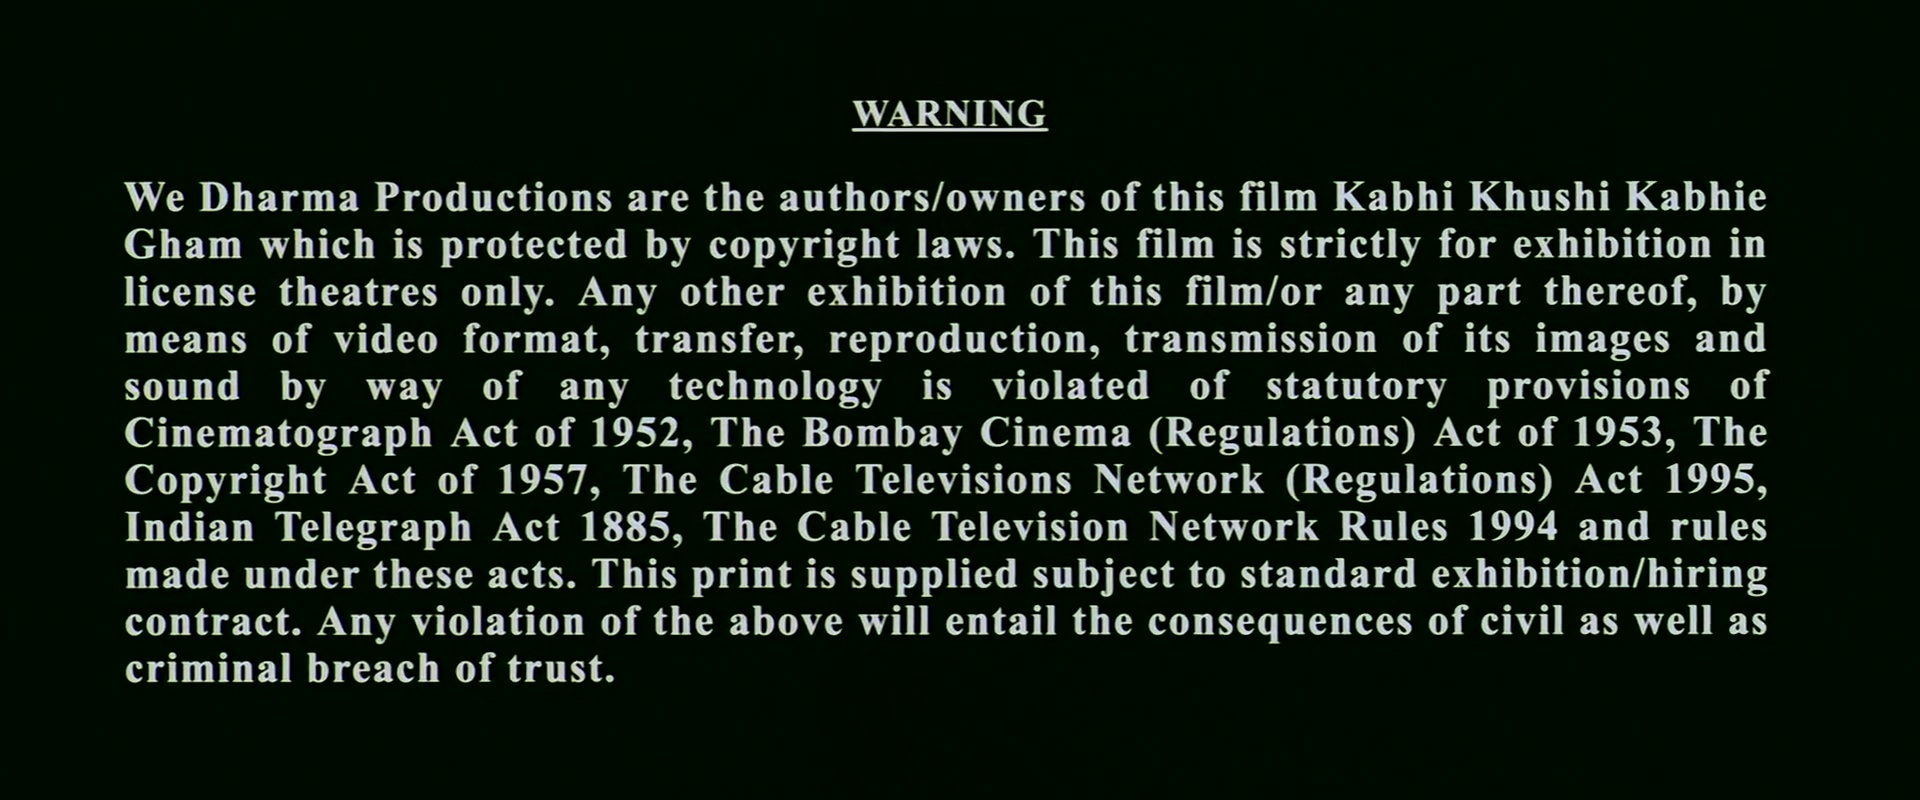 WARNING
We Dharma Productions are the authors/owners of this film Kabhi Khushi Kabhie
Gham which is protected by copyright laws. This film is strictly for exhibition in
license theatres only. Any other exhibition of this film/or any part thereof, by
means of video format, transfer, reproduction, transmission of its images and
sound by way of any technology is violated of statutory provisions of
Cinematograph Act of 1952, The Bombay Cinema (Regulations) Act of 1953, The
Copyright Act of 1957, The Cable Televisions Network (Regulations) Act 1995,
Indian Telegraph Act 1885, The Cable Television Network Rules 1994 and rules
made under these acts. This print is supplied subject to standard exhibition/hiring
contract. Any violation of the above will entail the consequences of civil as well as
criminal breach of trust.